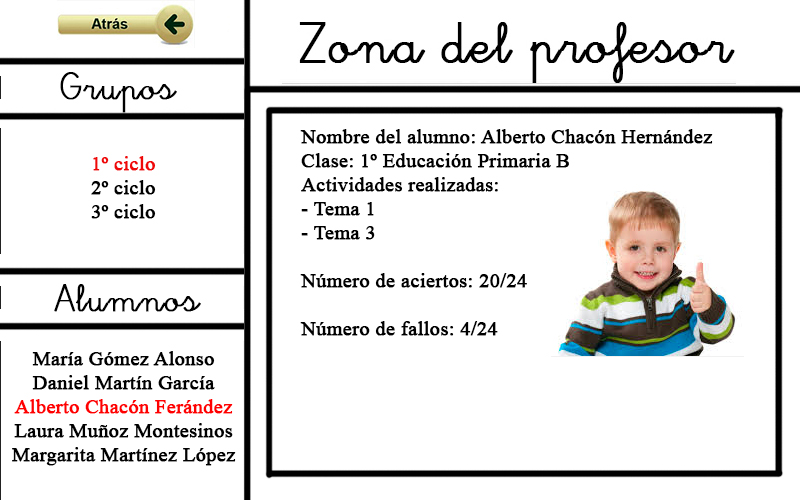 Atrás
Zona del profesor
Grupos
1º ciclo
2º ciclo
3º ciclo
Alumnos
María Gómez Alonso
Daniel Martín García
Alberto Chacón Ferández
Laura Muñoz Montesinos
Margarita Martínez López
Nombre del alumno: Alberto Chacón Hernández
Clase: 1º Educación Primaria B
Actividades realizadas:
- Tema 1
- Tema 3
Número de aciertos: 20/24
Número de fallos: 4/24